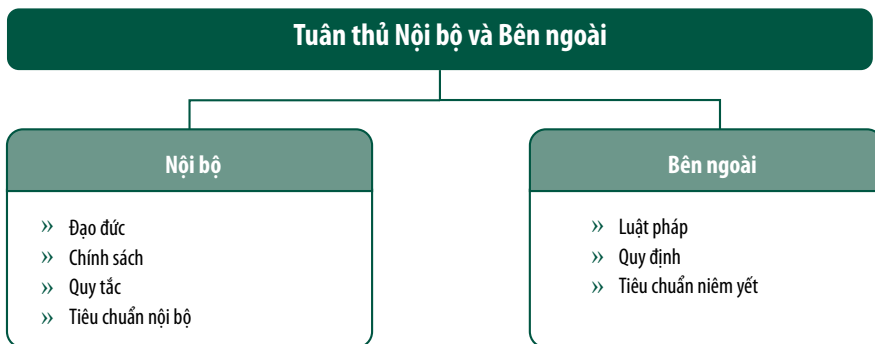 Tuân thủ Nội bộ và Bên ngoài
Nội bộ
» Đạo đức
» Chính sách
» Quy tắc
» Tiêu chuẩn nội bộ
Bên ngoài
» Luật pháp
» Quy định
» Tiêu chuẩn niêm yết